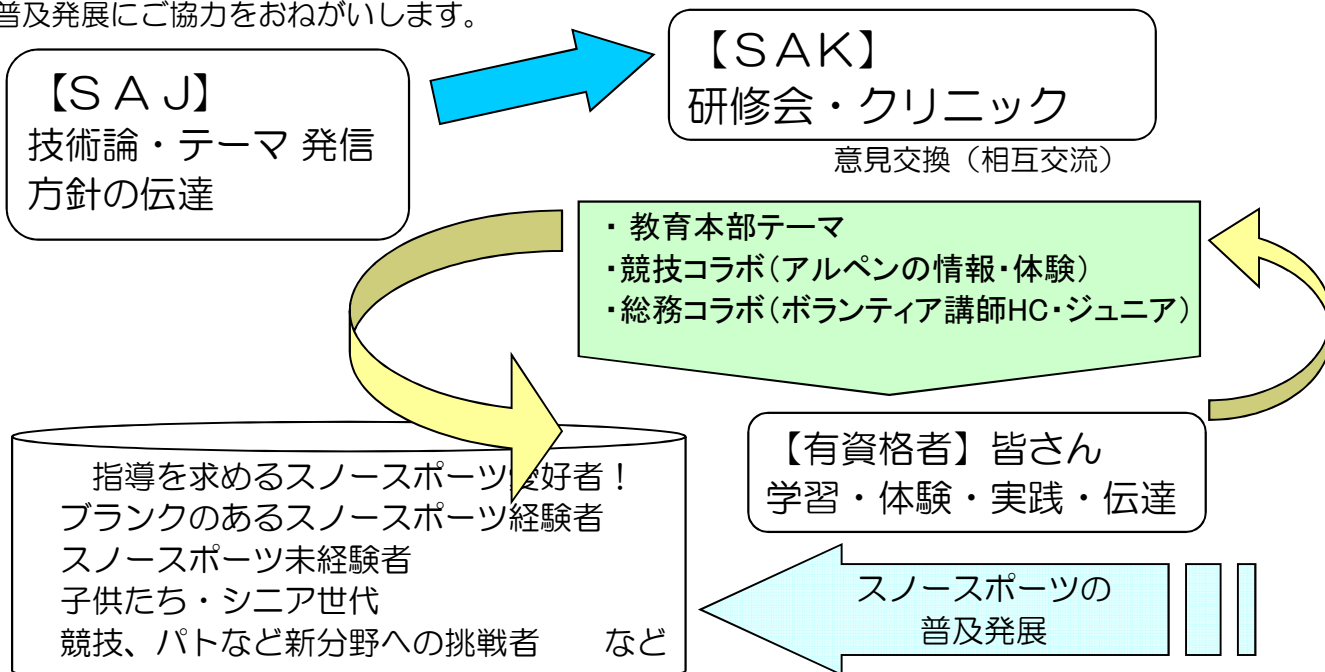 普及発展にご協力をおねがいします。
【SAJ】
技術論・テーマ 発信
方針の伝達
【SAK】
研修会・クリニック
意見交換（相互交流）
・ 教育本部テーマ
・競技コラボ（アルペンの情報・体験）
・総務コラボ（ボランティア講師HC・ジュニア）
【有資格者】皆さん
学習・体験・実践・伝達
指導を求めるスノースポーツ愛好者！
ブランクのあるスノースポーツ経験者
スノースポーツ未経験者
子供たち・シニア世代
競技、パトなど新分野への挑戦者　　など
スノースポーツの
普及発展